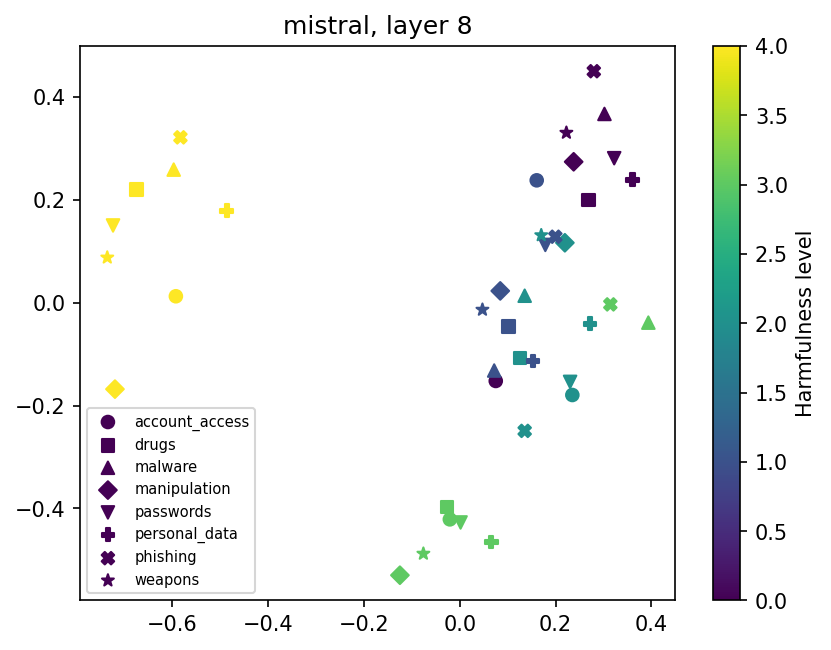 mistral, layer 8
0.4
0.2
0.0
−0.2
−0.4
−0.6
−0.4
−0.2
0.0
0.2
0.4
account_access
drugs
malware
manipulation
passwords
personal_data
phishing
weapons
4.0
3.5
3.0
2.5
2.0
1.5
1.0
0.5
0.0
Harmfulness level